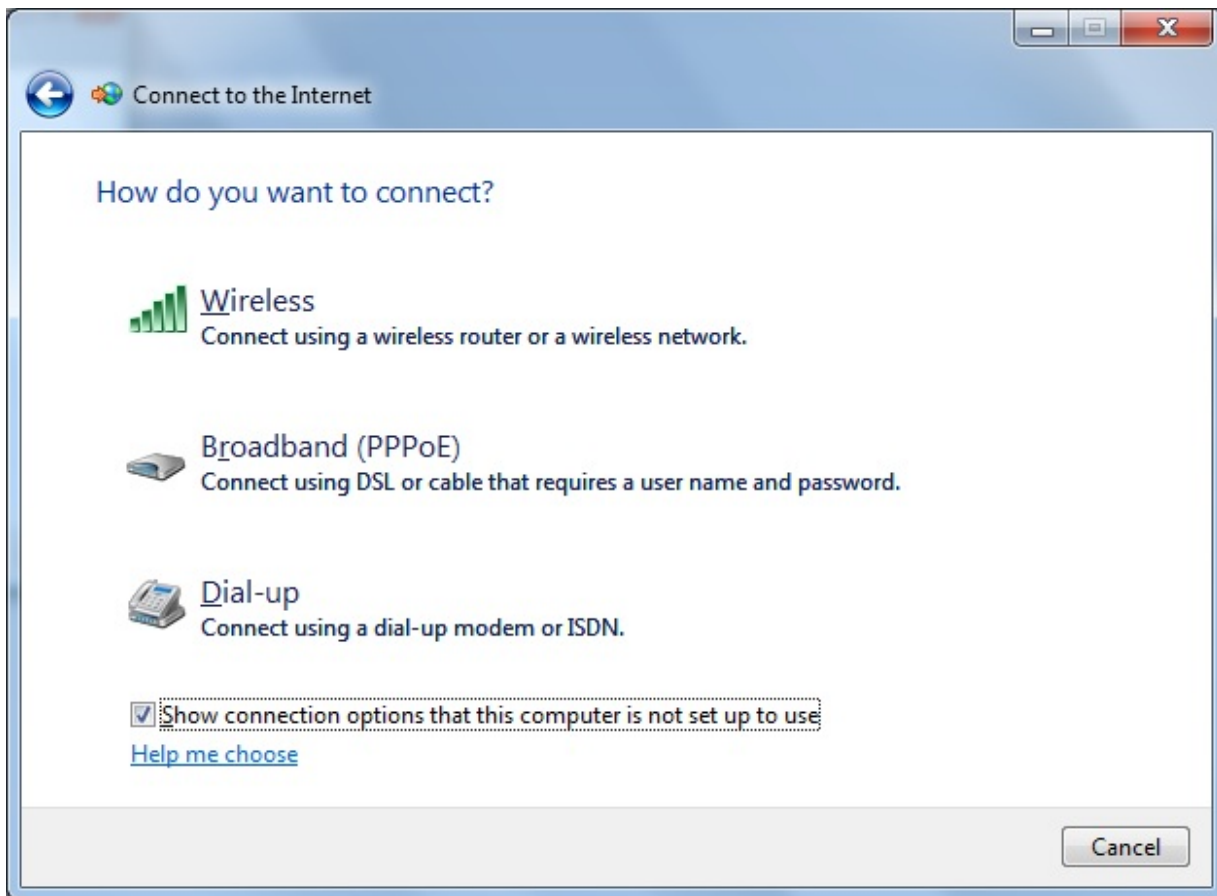 Connect to the Internet
How do you want to connect?
Wireless
Connect using a wireless router or a wireless network.
Broadband (PPPoE)
Connect using DSL or cable that requires a user name and password.
Dial-up
Connect using a dial-up modem or ISDN.
Show connection options that this computer is not set up to use
Help me choose
Cancel